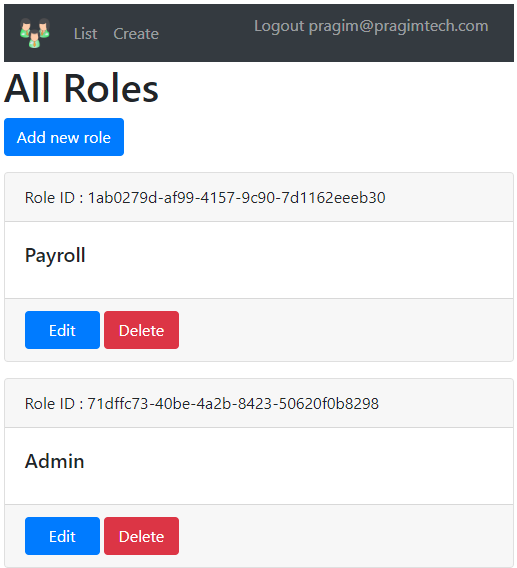 List Create Logout pragim@pragimtech.com
All Roles
Add new role
Role ID : 1ab0279d-af99-4157-9c90-7d1162eeeb30
Payroll
Edit Delete
Role ID : 71dffc73-40be-4a2b-8423-50620f0b8298
Admin
Edit Delete